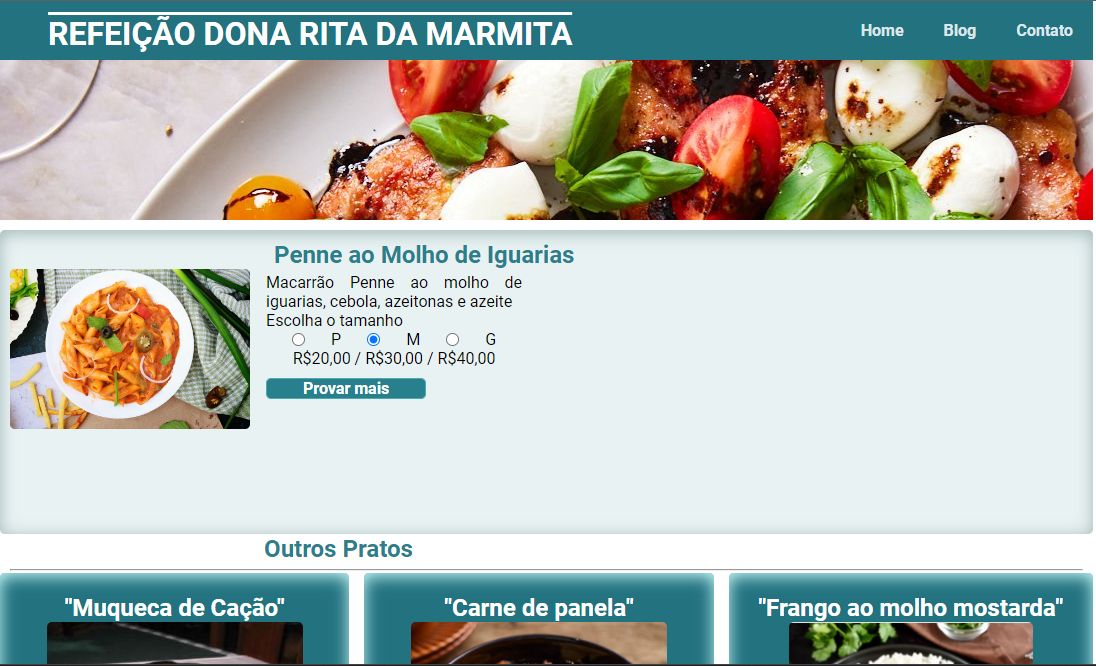 REFEIÇÃO DONA RITA DA MARMITA
Home Blog Contato
Penne ao Molho de Iguarias
Macarrão Penne ao molho de
iguarias, cebola, azeitonas e azeite
Escolha o tamanho
P M G
R$20,00 / R$30,00 / R$40,00
Provar mais
Outros Pratos
"Muqueca de Cação" "Carne de panela" "Frango ao molho mostarda"